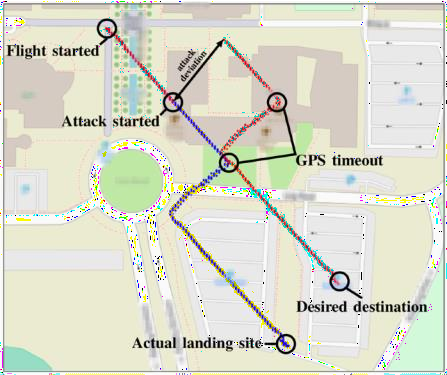 Flight started
attack
deviation
Attack started
GPS timeout
Desired destination
Actual landing site